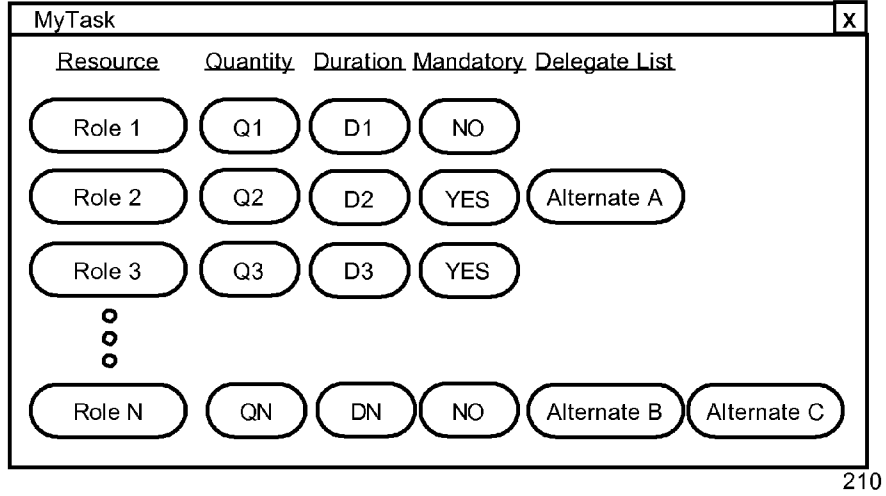 MyTask X
Resource Quantity Duration Mandatory Delegate List
Role 1 Q1 D1 NO
Role 2 Q2 D2 YES Alternate A
Role 3 Q3 D3 YES
Role N QN DN NO Alternate B Alternate C
210